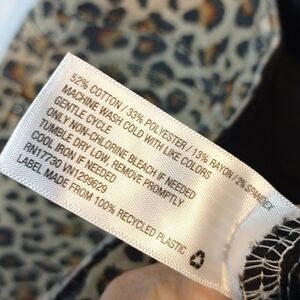 52% COTTON / 33% POLYESTER / 13% RAYON / 2% SPANDEX
MACHINE WASH COLD WITH LIKE COLORS
GENTLE CYCLE
ONLY NON-CHLORINE BLEACH IF NEEDED
TUMBLE DRY LOW. REMOVE PROMPTLY
COOL IRON IF NEEDED
RN17730 VN1293629
LABEL MADE FROM 100% RECYCLED PLASTIC